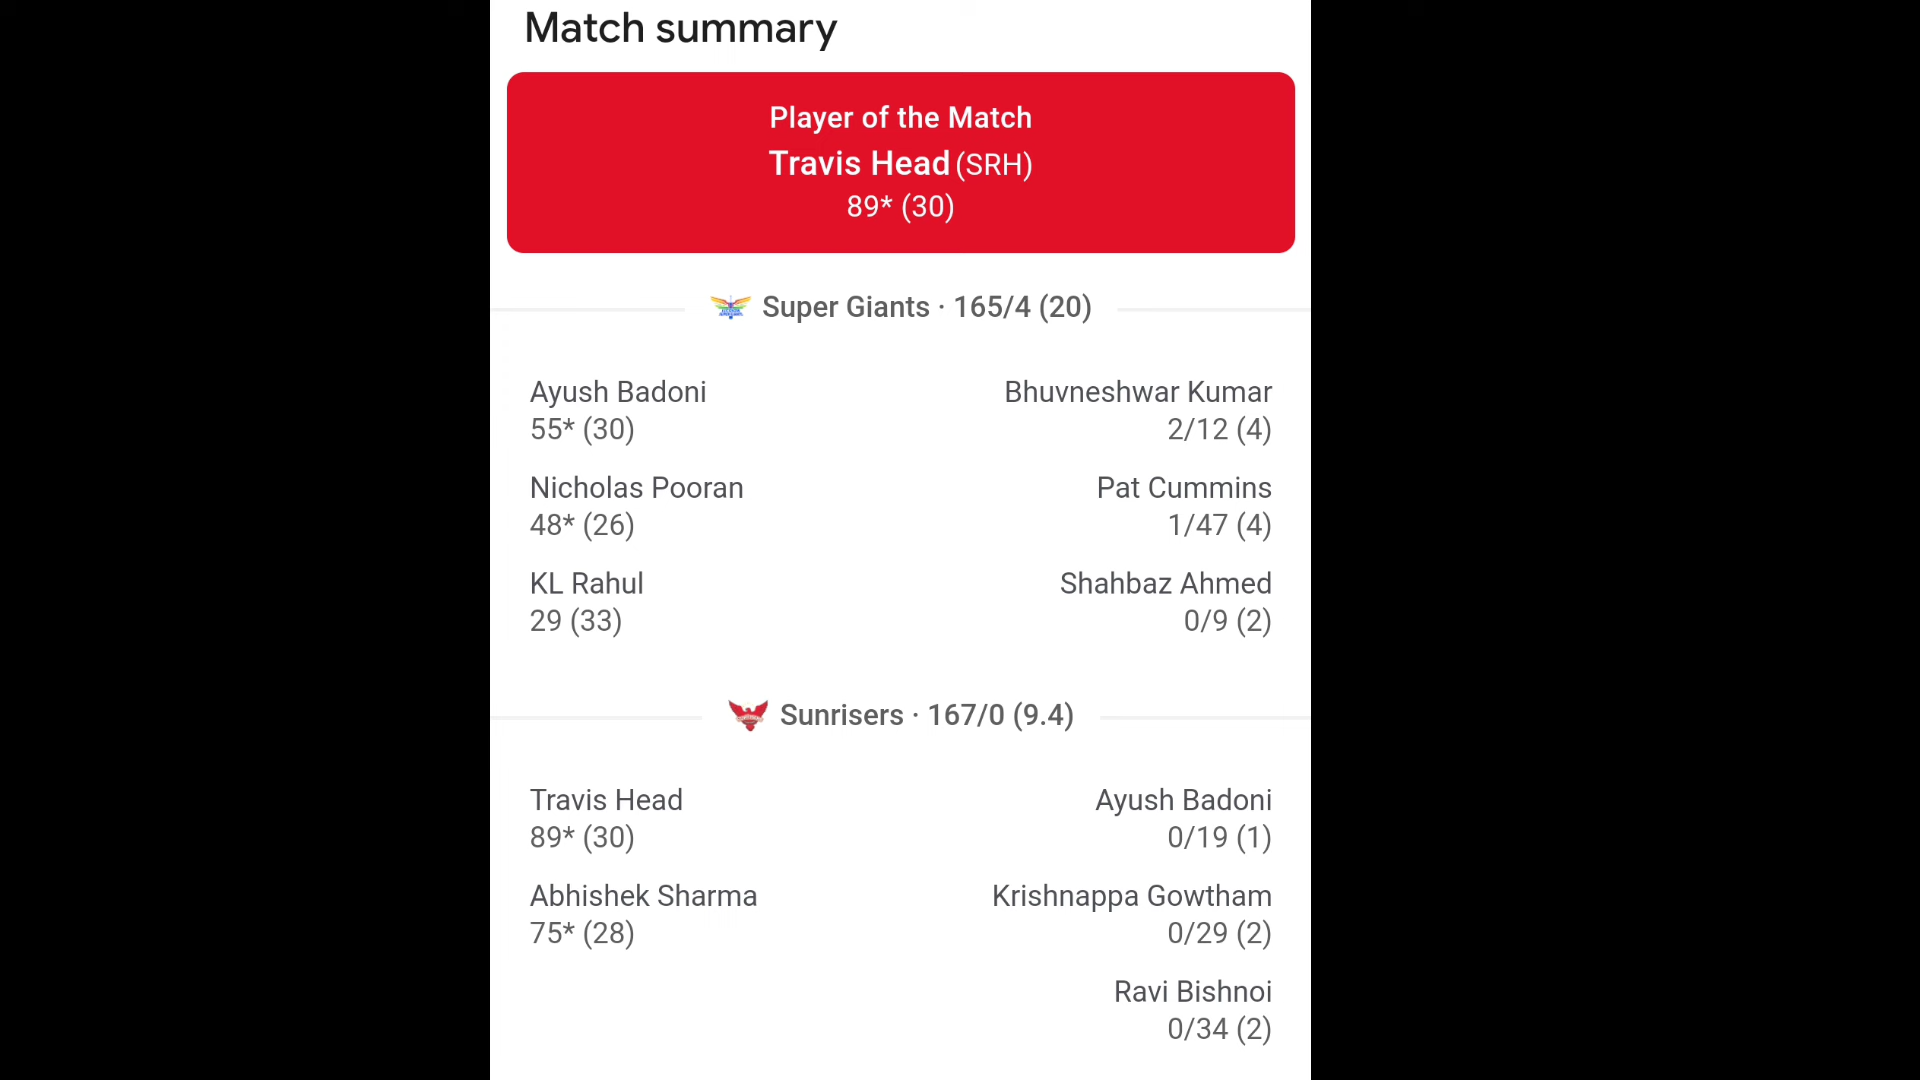 Match summary
Player of the Match
Travis Head (SRH)
89* (30)
Super Giants · 165/4 (20)
Ayush Badoni
55* (30)
Bhuvneshwar Kumar
2/12 (4)
Nicholas Pooran
48* (26)
Pat Cummins
1/47 (4)
KL Rahul
29 (33)
Shahbaz Ahmed
0/9 (2)
Sunrisers · 167/0 (9.4)
Travis Head
89* (30)
Ayush Badoni
0/19 (1)
Abhishek Sharma
75* (28)
Krishnappa Gowtham
0/29 (2)
Ravi Bishnoi
0/34 (2)